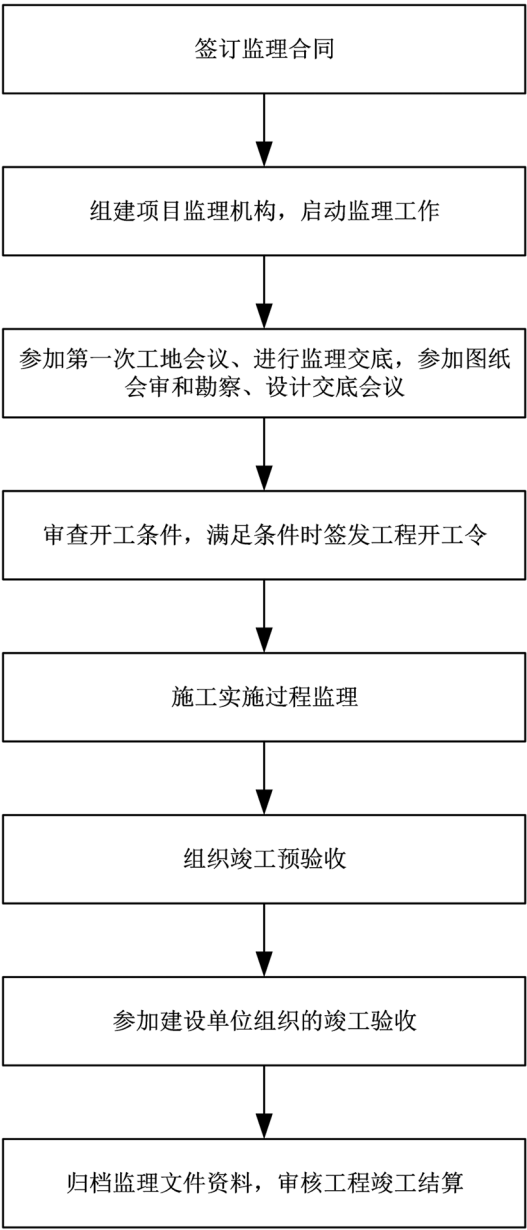 签订监理合同
组建项目监理机构，启动监理工作
参加第一次工地会议、进行监理交底，参加图纸
会审和勘察、设计交底会议
审查开工条件，满足条件时签发工程开工令
施工实施过程监理
组织竣工预验收
参加建设单位组织的竣工验收
归档监理文件资料，审核工程竣工结算